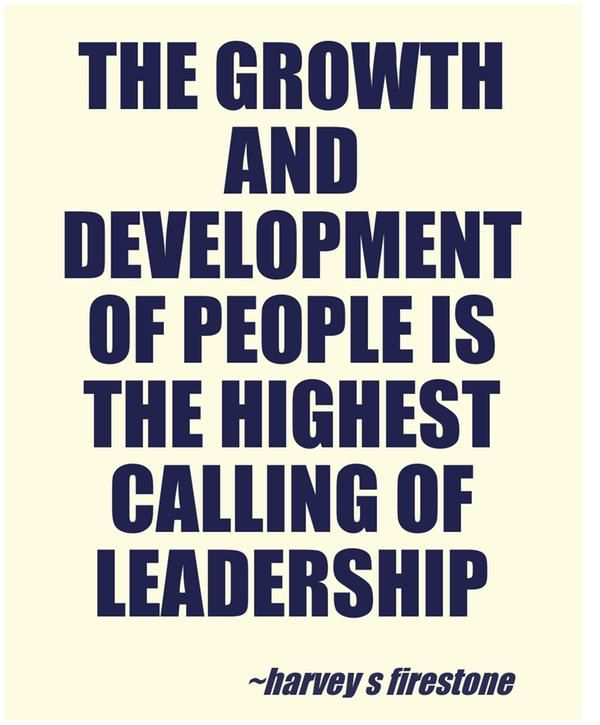 THE GROWTH
AND
DEVELOPMENT
OF PEOPLE IS
THE HIGHEST
CALLING OF
LEADERSHIP
~harvey s firestone